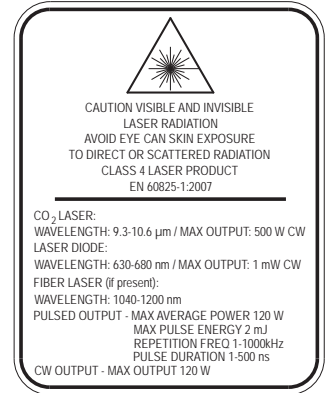 CAUTION VISIBLE AND INVISIBLE
LASER RADIATION
AVOID EYE CAN SKIN EXPOSURE
TO DIRECT OR SCATTERED RADIATION
CLASS 4 LASER PRODUCT
EN 60825-1:2007
CO2 LASER:
WAVELENGTH: 9.3-10.6 µm / MAX OUTPUT: 500 W CW
LASER DIODE:
WAVELENGTH: 630-680 nm / MAX OUTPUT: 1 mW CW
FIBER LASER (if present):
WAVELENGTH: 1040-1200 nm
PULSED OUTPUT - MAX AVERAGE POWER 120 W
MAX PULSE ENERGY 2 mJ
REPETITION FREQ 1-1000kHz
PULSE DURATION 1-500 ns
CW OUTPUT - MAX OUTPUT 120 W